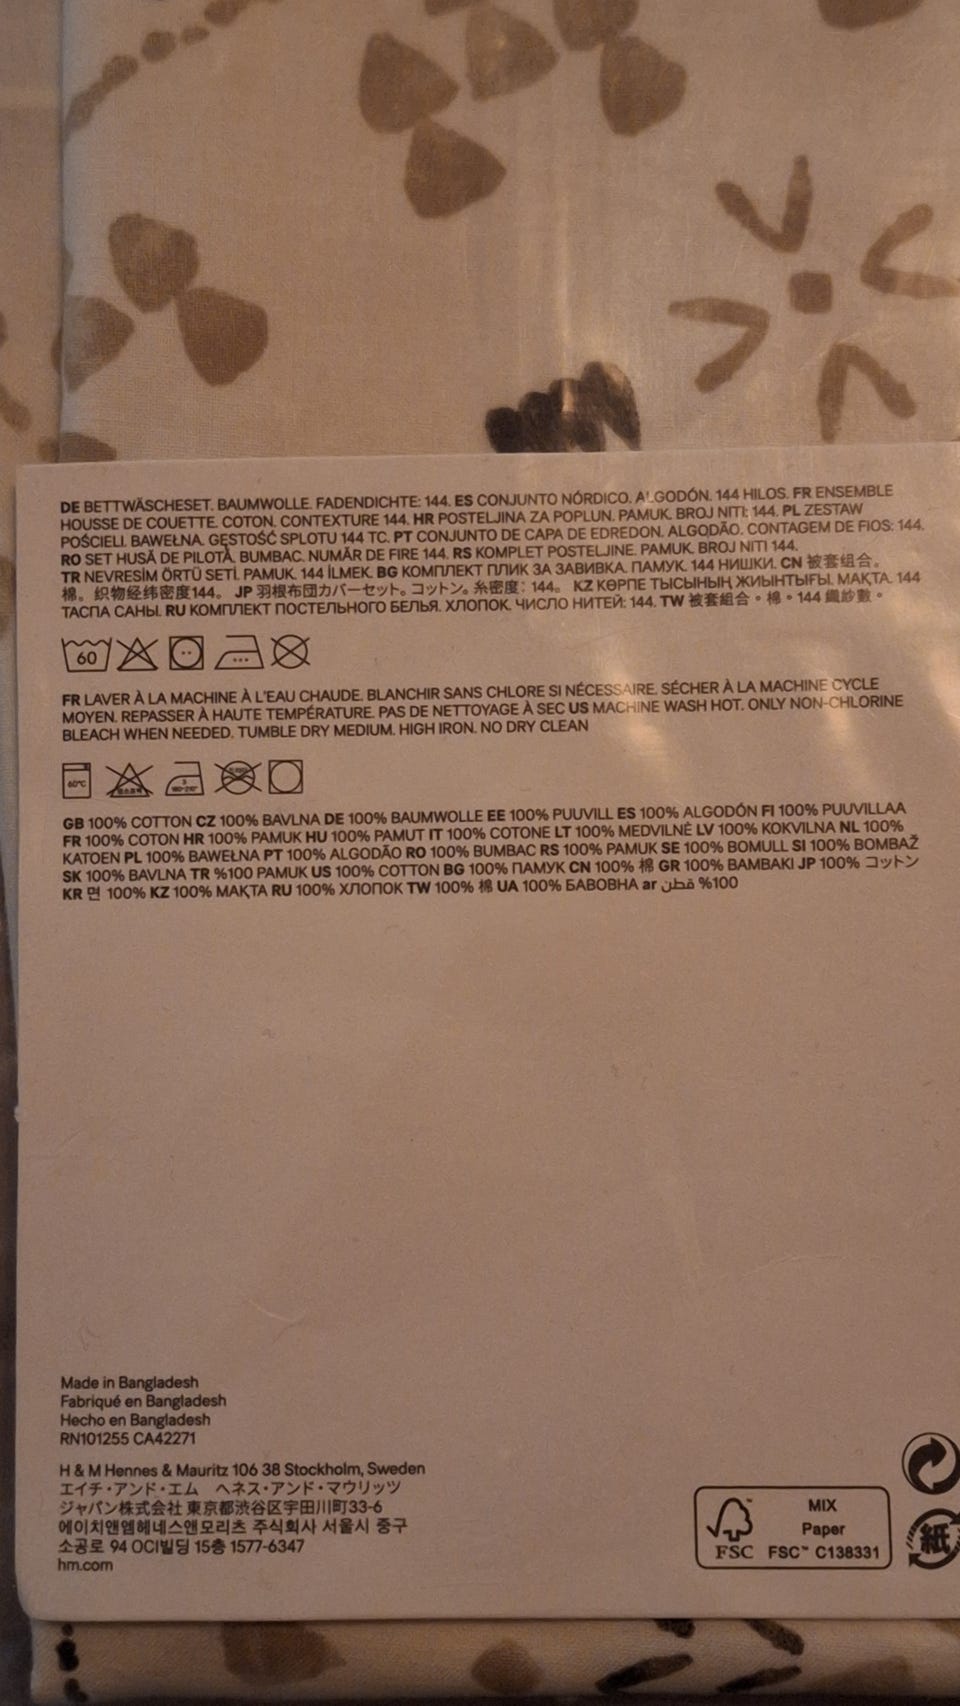 DE BETTWÄSCHESET. BAUMWOLLE. FADENDICHTE: 144. ES CONJUNTO NÓRDICO. ALGODÓN. 144 HILOS. FR ENSEMBLE
HOUSSE DE COUETTE. COTON. CONTEXTURE 144. HR POSTELJINA ZA POPLUN. PAMUK. BROJ NITI: 144. PL ZESTAW
POŚCIELI. BAWEŁNA. GĘSTOŚĆ SPLOTU 144 TC. PT CONJUNTO DE CAPA DE EDREDON. ALGODÃO. CONTAGEM DE FIOS: 144.
RO SET HUSĂ DE PILOTĂ. BUMBAC. NUMĂR DE FIRE 144. RS KOMPLET POSTELJINE. PAMUK. BROJ NITI 144.
TR NEVRESİM ÖRTÜ SETİ. PAMUK. 144 İLMEK. BG КОМПЛЕКТ ПЛИК ЗА ЗАВИВКА. ПАМУК. 144 НИШКИ. CN 被套组合。
棉。织物经纬密度144。 JP 羽根布団カバーセット。コットン。糸密度：144。 KZ КӨРПЕ ТЫСЫНЫҢ ЖИЫНТЫҒЫ. МАҚТА. 144
ТАСПА САНЫ. RU КОМПЛЕКТ ПОСТЕЛЬНОГО БЕЛЬЯ. ХЛОПОК. ЧИСЛО НИТЕЙ: 144. TW 被套組合。棉。144 織紗數。
60
FR LAVER À LA MACHINE À L'EAU CHAUDE. BLANCHIR SANS CHLORE SI NÉCESSAIRE. SÉCHER À LA MACHINE CYCLE
MOYEN. REPASSER À HAUTE TEMPÉRATURE. PAS DE NETTOYAGE À SEC US MACHINE WASH HOT. ONLY NON-CHLORINE
BLEACH WHEN NEEDED. TUMBLE DRY MEDIUM. HIGH IRON. NO DRY CLEAN
60°C 3 180~210°
GB 100% COTTON CZ 100% BAVLNA DE 100% BAUMWOLLE EE 100% PUUVILL ES 100% ALGODÓN FI 100% PUUVILLAA
FR 100% COTON HR 100% PAMUK HU 100% PAMUT IT 100% COTONE LT 100% MEDVILNĖ LV 100% KOKVILNA NL 100%
KATOEN PL 100% BAWEŁNA PT 100% ALGODÃO RO 100% BUMBAC RS 100% PAMUK SE 100% BOMULL SI 100% BOMBAŽ
SK 100% BAVLNA TR %100 PAMUK US 100% COTTON BG 100% ПАМУК CN 100% 棉 GR 100% BAMBAKI JP 100% コットン
KR 면 100% KZ 100% МАҚТА RU 100% ХЛОПОК TW 100% 棉 UA 100% БАВОВНА ar قطن %100
Made in Bangladesh
Fabriqué en Bangladesh
Hecho en Bangladesh
RN101255 CA42271
H & M Hennes & Mauritz 106 38 Stockholm, Sweden
エイチ・アンド・エム ヘネス・アンド・マウリッツ
ジャパン株式会社 東京都渋谷区宇田川町33-6
에이치앤엠헤네스앤모리츠 주식회사 서울시 중구
소공로 94 OCI빌딩 15층 1577-6347
hm.com
FSC
MIX
Paper
FSC™ C138331
紙